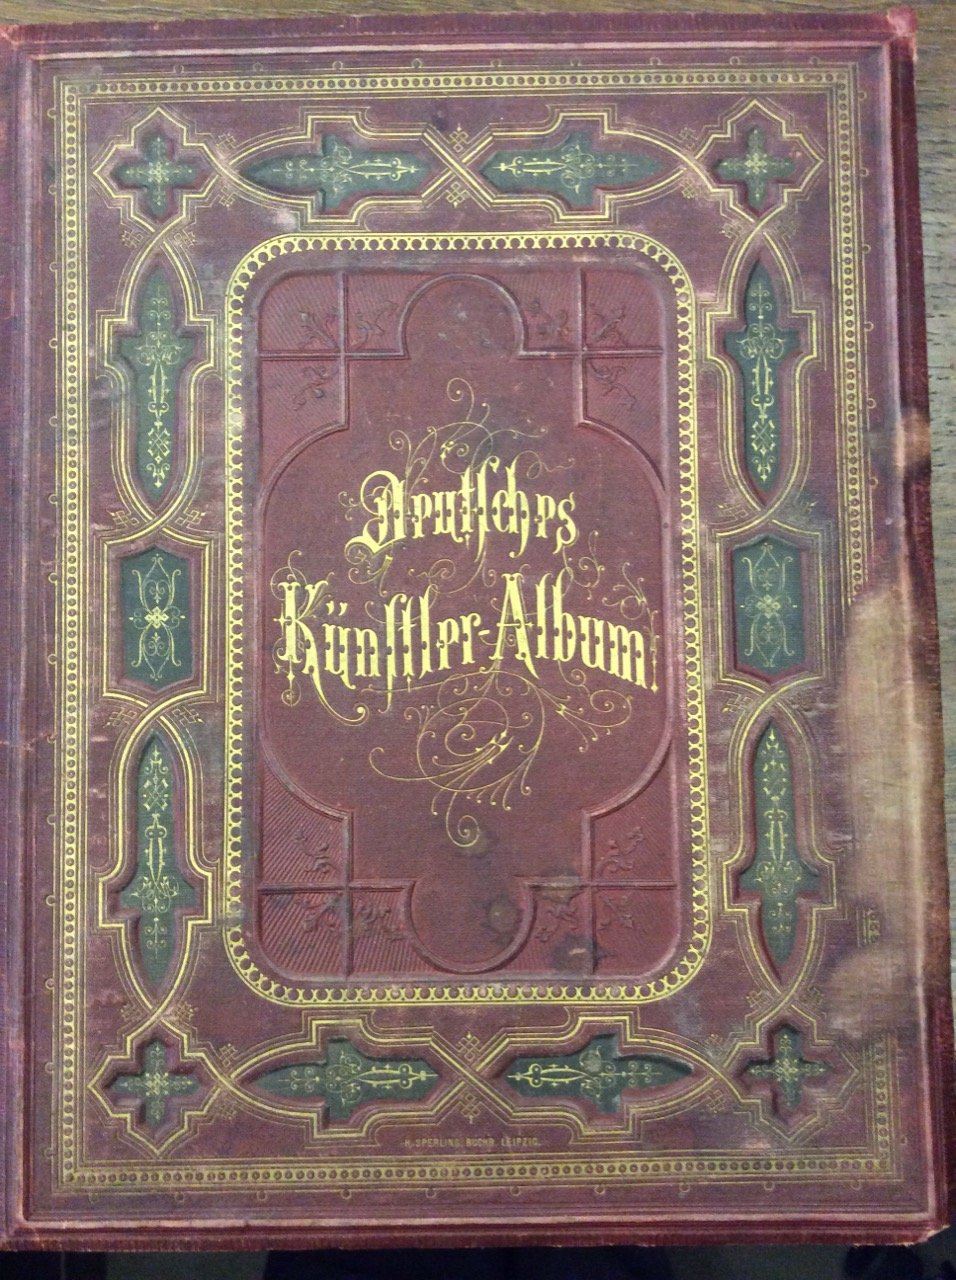 Deutſches
Künſtler-Album.
H. SPERLING, BUCHB. LEIPZIG.